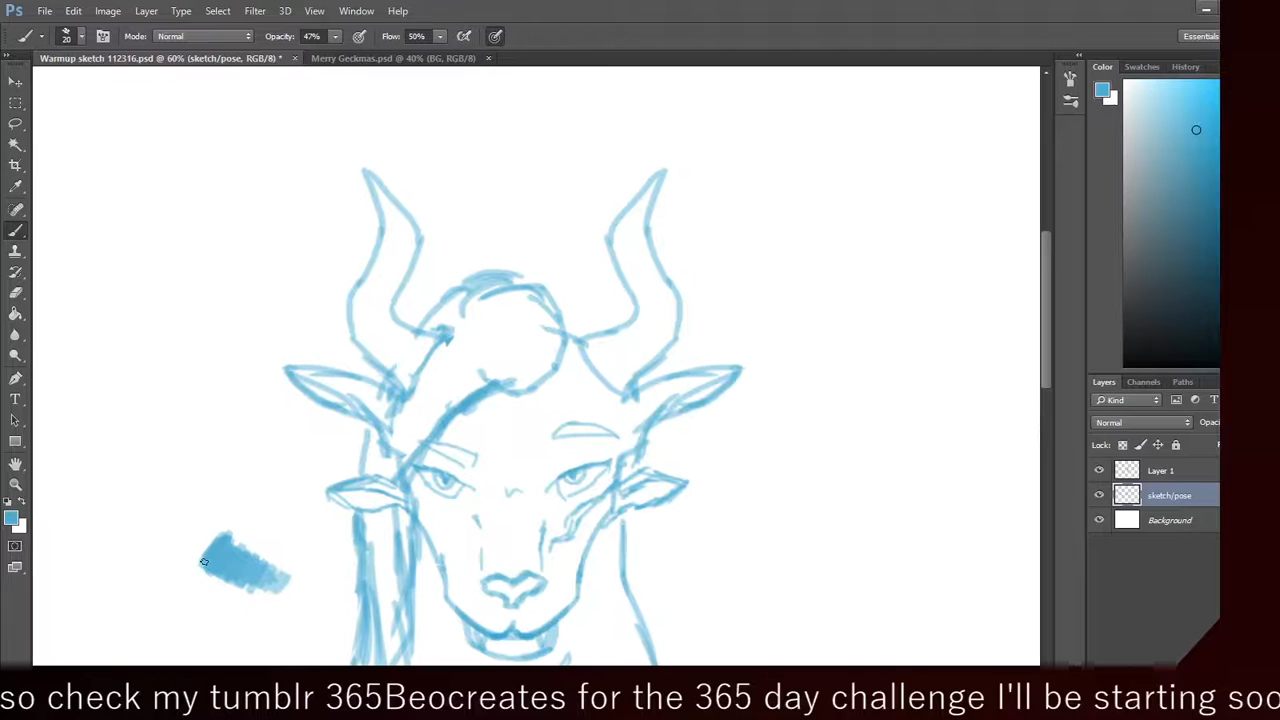 Ps File Edit Image Layer Type Select Filter 3D View Window Help
20 Mode: Normal Opacity: 47% Flow: 50% Essentials
Warmup sketch 112316.psd @ 60% (sketch/pose, RGB/8) * × Merry Geckmas.psd @ 40% (BG, RGB/8) ×
Color Swatches History
Layers Channels Paths
Kind
Normal Opaci
Lock: F
Layer 1
sketch/pose
Background
so check my tumblr 365Beocreates for the 365 day challenge I'll be starting soo